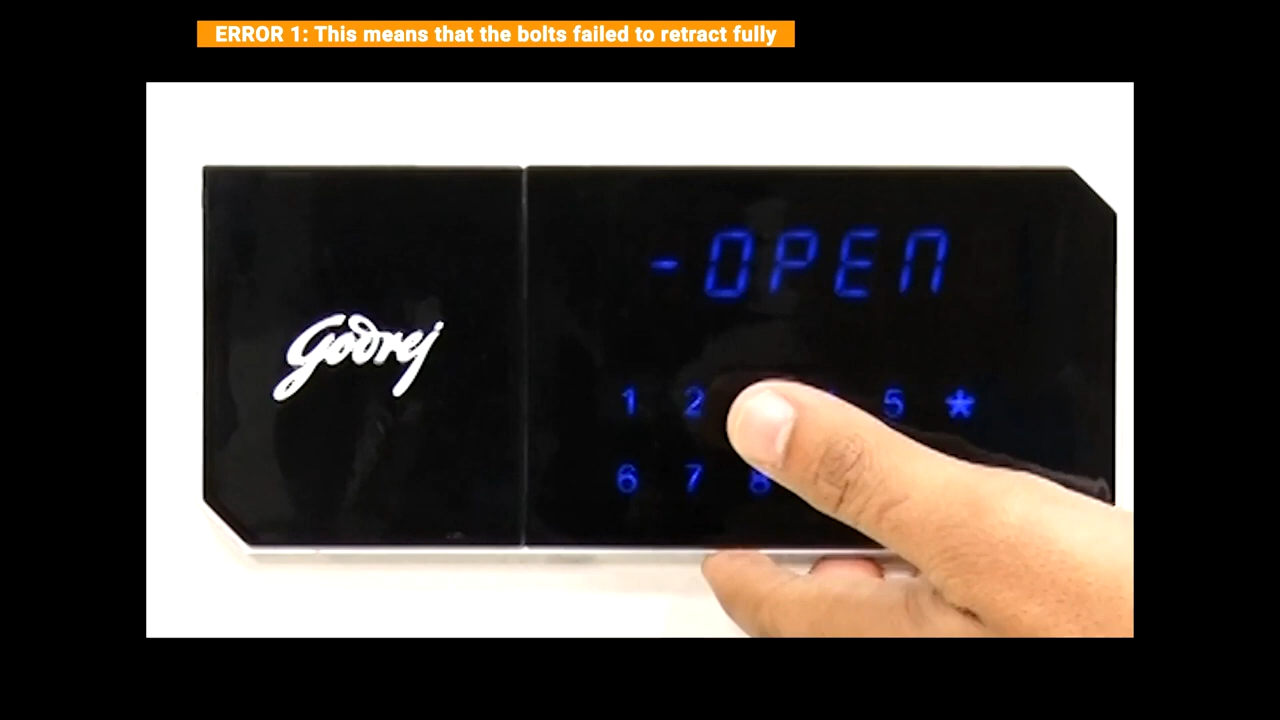 ERROR 1: This means that the bolts failed to retract fully
-OPEN
Godrej
1 2 5 *
6 7 8